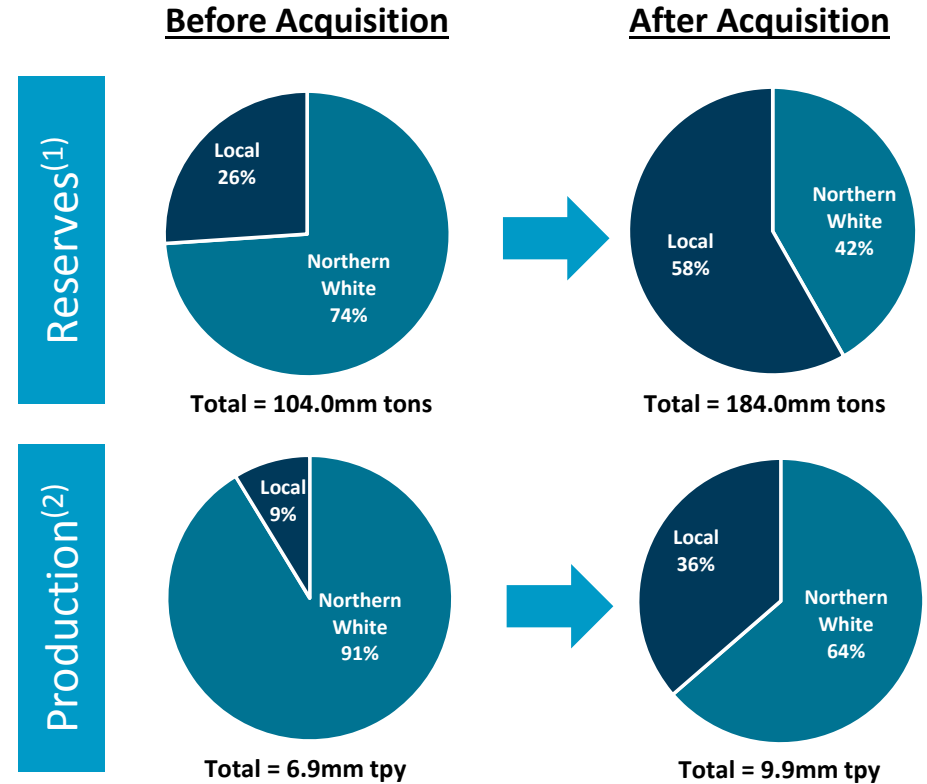 Before Acquisition
After Acquisition
Reserves(1)
Local
26%
Northern
White
74%
Total = 104.0mm tons
Local
58%
Northern
White
42%
Total = 184.0mm tons
Production(2)
Local
9%
Northern
White
91%
Total = 6.9mm tpy
Local
36%
Northern
White
64%
Total = 9.9mm tpy